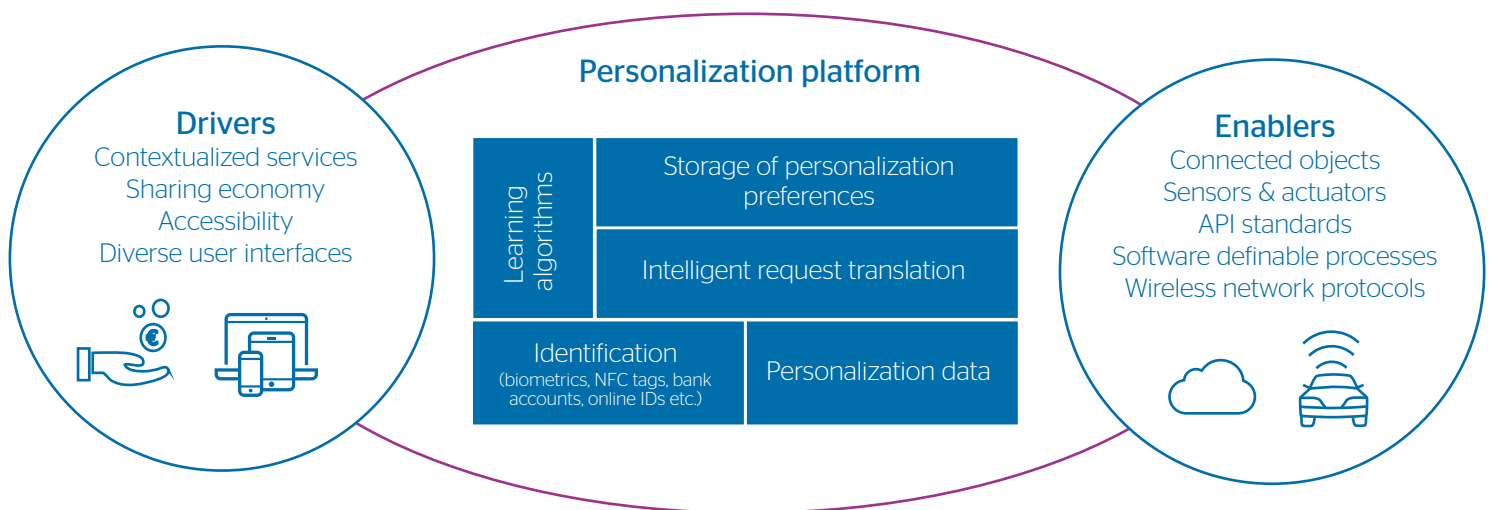 Personalization platform
Drivers
Contextualized services
Sharing economy
Accessibility
Diverse user interfaces
€
Learning
algorithms
Storage of personalization
preferences
Intelligent request translation
Identification
(biometrics, NFC tags, bank
accounts, online IDs etc.)
Personalization data
Enablers
Connected objects
Sensors & actuators
API standards
Software definable processes
Wireless network protocols